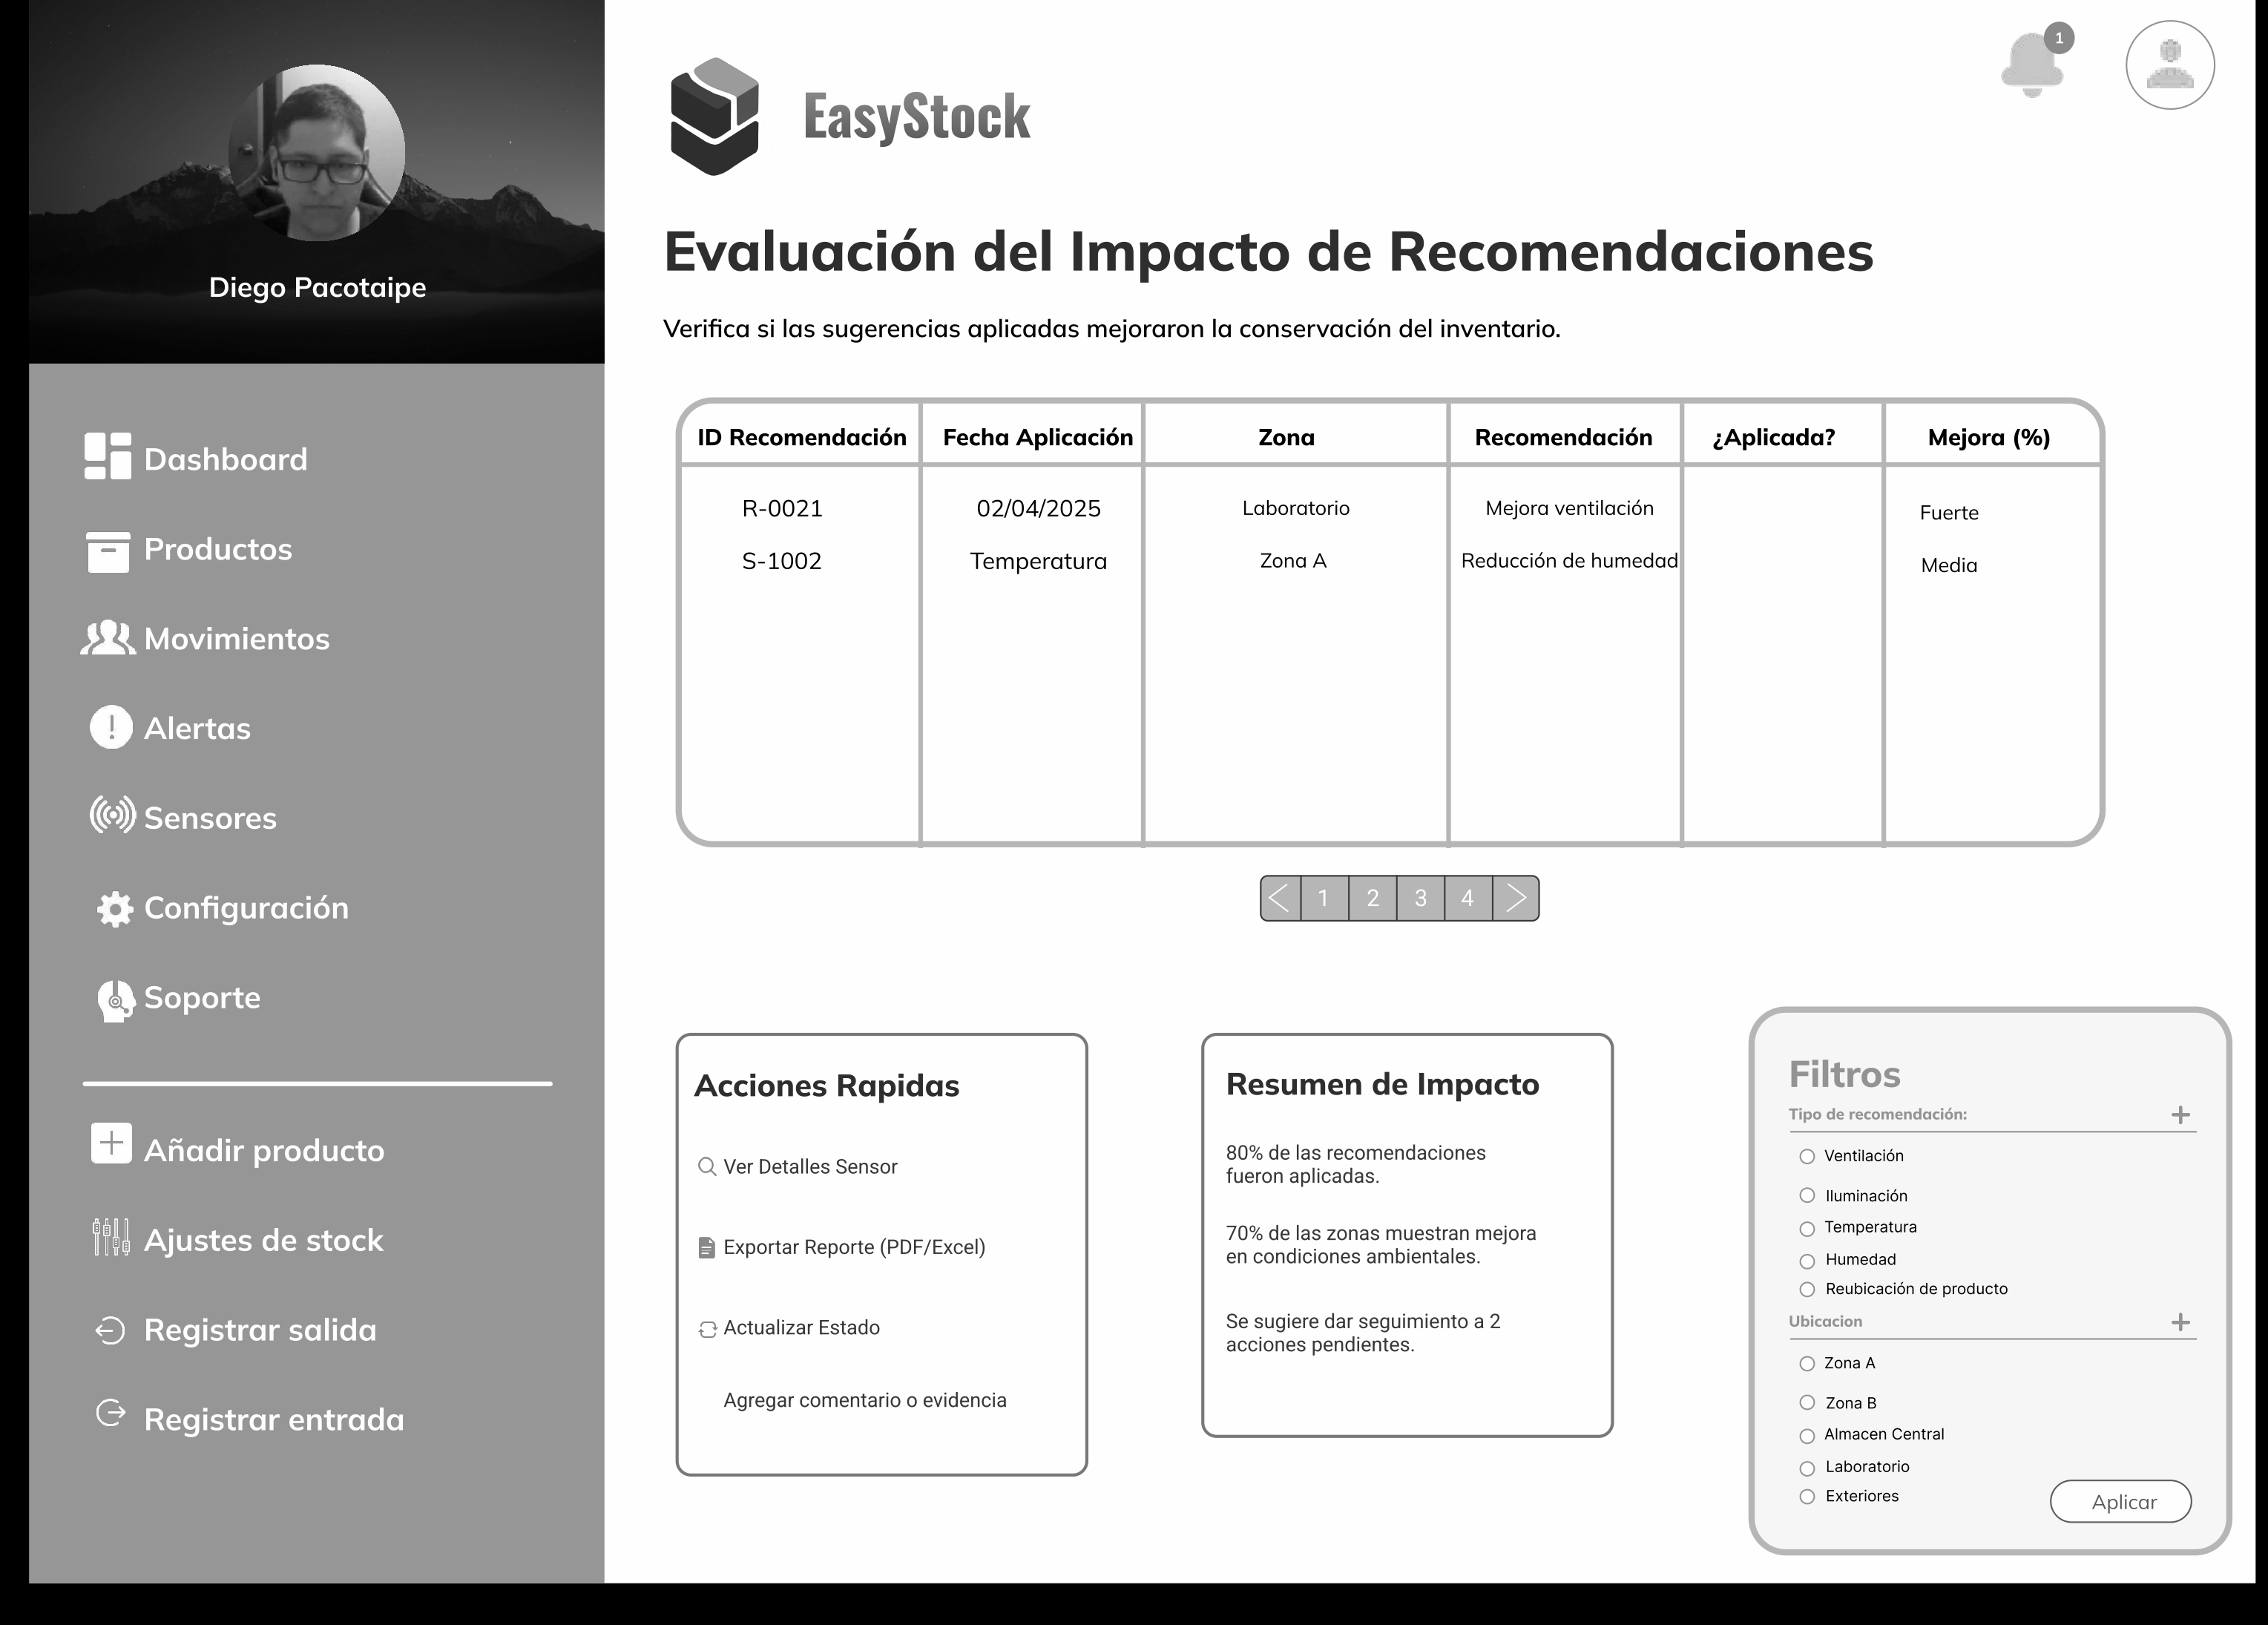 Diego Pacotaipe
Dashboard
Productos
Movimientos
Alertas
Sensores
Configuración
Soporte
Añadir producto
Ajustes de stock
Registrar salida
Registrar entrada
1
EasyStock
Evaluación del Impacto de Recomendaciones
Verifica si las sugerencias aplicadas mejoraron la conservación del inventario.
ID Recomendación Fecha Aplicación Zona Recomendación ¿Aplicada? Mejora (%)
R-0021 02/04/2025 Laboratorio Mejora ventilación Fuerte
S-1002 Temperatura Zona A Reducción de humedad Media
1 2 3 4
Acciones Rapidas
Ver Detalles Sensor
Exportar Reporte (PDF/Excel)
Actualizar Estado
Agregar comentario o evidencia
Resumen de Impacto
80% de las recomendaciones
fueron aplicadas.
70% de las zonas muestran mejora
en condiciones ambientales.
Se sugiere dar seguimiento a 2
acciones pendientes.
Filtros
Tipo de recomendación:
Ventilación
Iluminación
Temperatura
Humedad
Reubicación de producto
Ubicacion
Zona A
Zona B
Almacen Central
Laboratorio
Exteriores
Aplicar